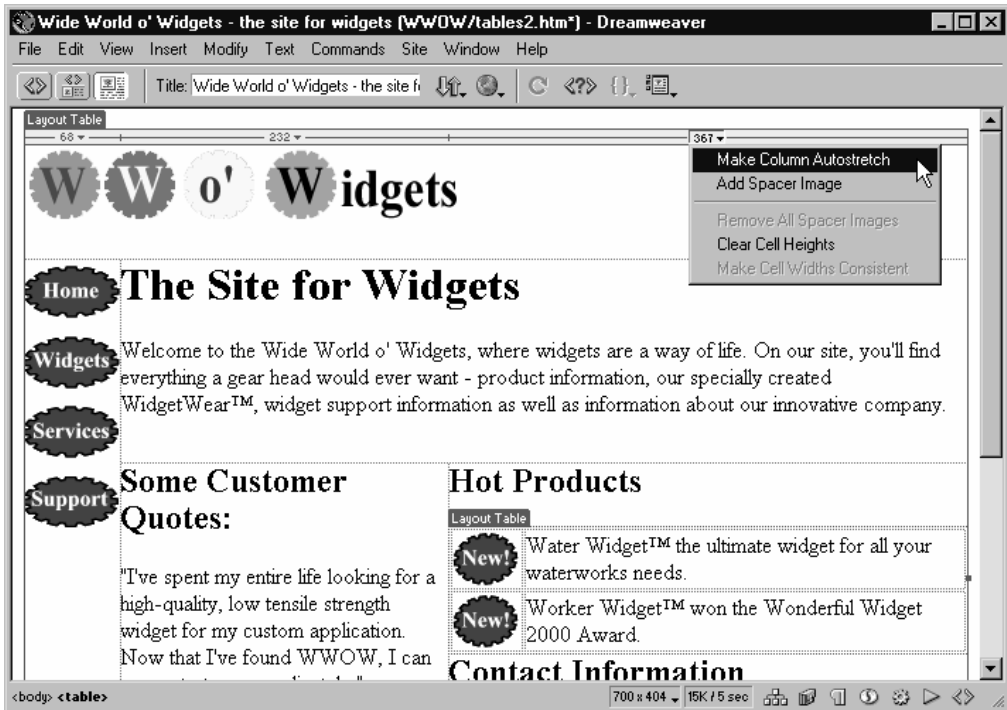 Wide World o' Widgets - the site for widgets (WWOW/tables2.htm*) - Dreamweaver
File Edit View Insert Modify Text Commands Site Window Help
Title: Wide World o' Widgets - the site f
Layout Table
68 232 367
Make Column Autostretch
Add Spacer Image
Remove All Spacer Images
Clear Cell Heights
Make Cell Widths Consistent
W W o' Widgets
Home
Widgets
Services
Support
The Site for Widgets
Welcome to the Wide World o' Widgets, where widgets are a way of life. On our site, you'll find
everything a gear head would ever want - product information, our specially created
WidgetWear™, widget support information as well as information about our innovative company.
Some Customer
Quotes:
"I've spent my entire life looking for a
high-quality, low tensile strength
widget for my custom application.
Now that I've found WWOW, I can
Hot Products
Layout Table
New!
Water Widget™ the ultimate widget for all your
waterworks needs.
New!
Worker Widget™ won the Wonderful Widget
2000 Award.
Contact Information
<body> <table>
700 x 404 15K / 5 sec